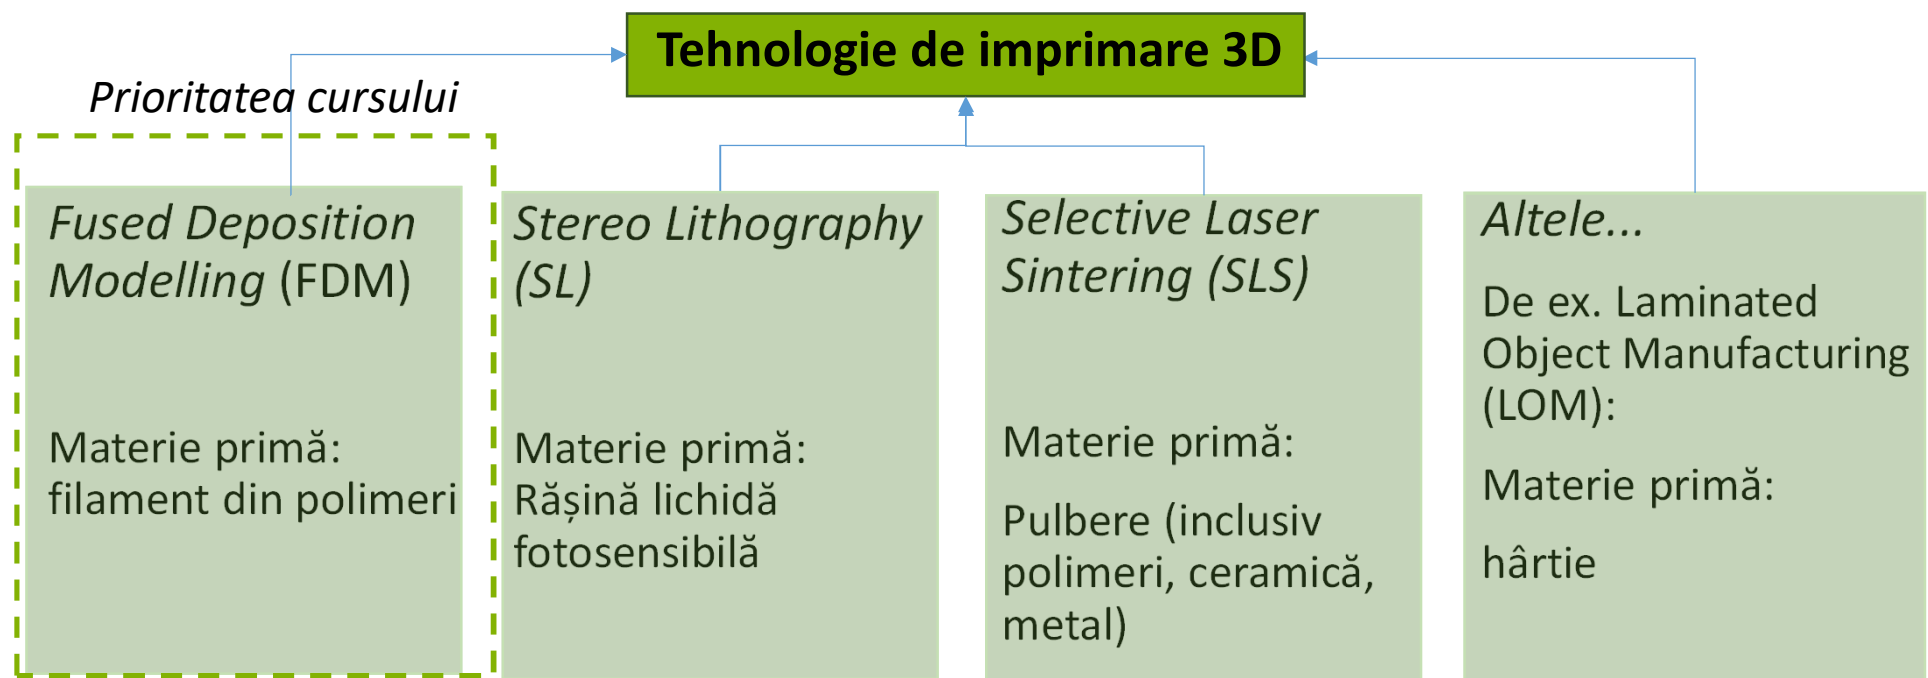 Tehnologie de imprimare 3D
Prioritatea cursului
Fused Deposition
Modelling (FDM)
Materie primă:
filament din polimeri
Stereo Lithography
(SL)
Materie primă:
Rășină lichidă
fotosensibilă
Selective Laser
Sintering (SLS)
Materie primă:
Pulbere (inclusiv
polimeri, ceramică,
metal)
Altele...
De ex. Laminated
Object Manufacturing
(LOM):
Materie primă:
hârtie